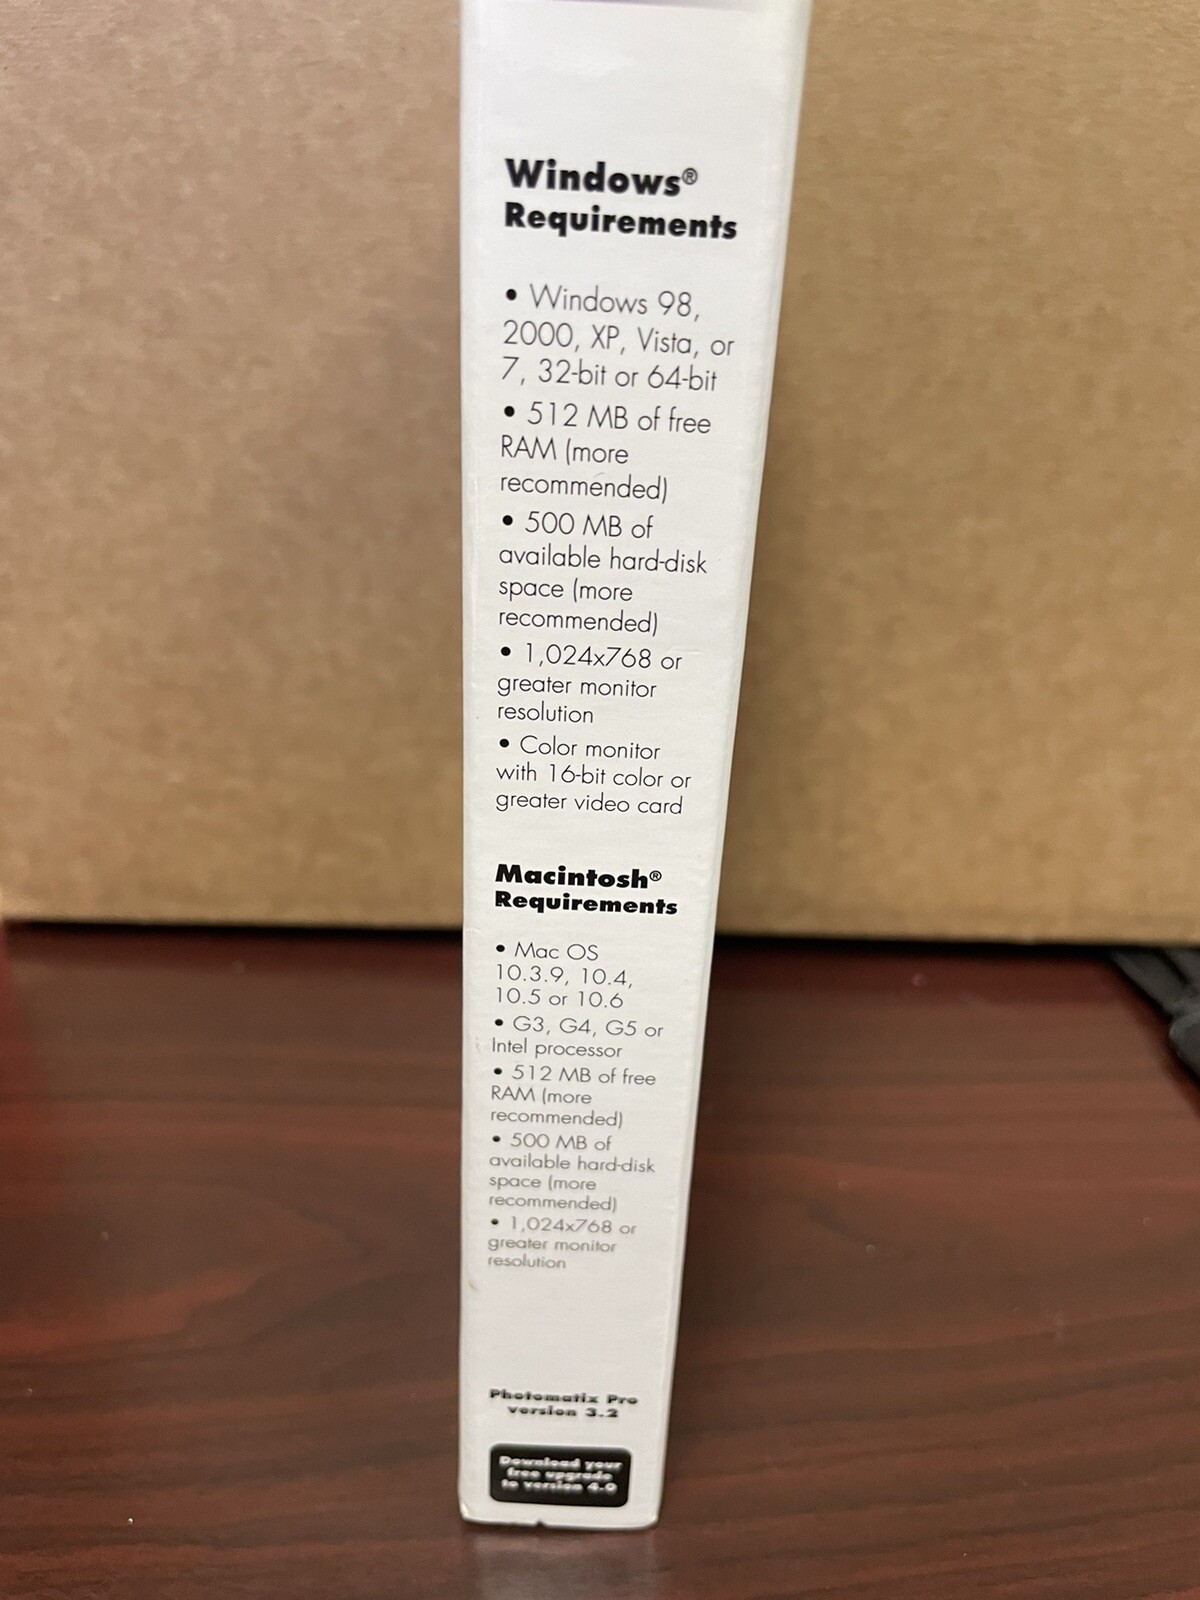 Windows®
Requirements
• Windows 98,
2000, XP, Vista, or
7, 32-bit or 64-bit
• 512 MB of free
RAM (more
recommended)
• 500 MB of
available hard-disk
space (more
recommended)
• 1,024x768 or
greater monitor
resolution
• Color monitor
with 16-bit color or
greater video card
Macintosh®
Requirements
• Mac OS
10.3.9, 10.4,
10.5 or 10.6
• G3, G4, G5 or
Intel processor
• 512 MB of free
RAM (more
recommended)
• 500 MB of
available hard-disk
space (more
recommended)
• 1,024x768 or
greater monitor
resolution
Photomatix Pro
version 3.2
Download your
free upgrade
to version 4.0